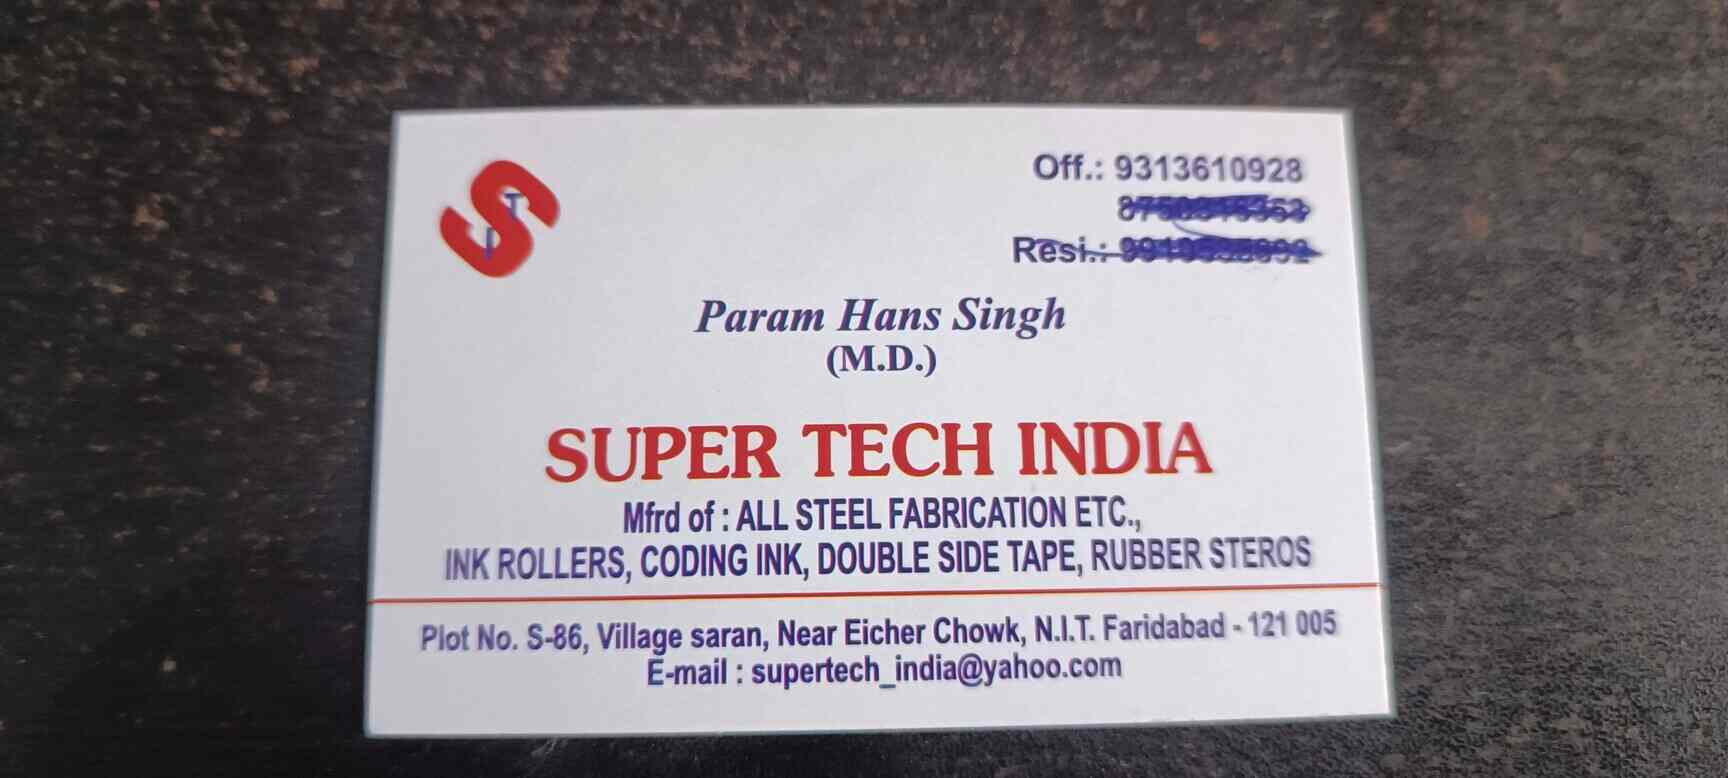 S
T
I
Off.: 9313610928
Resi.:
Param Hans Singh
(M.D.)
SUPER TECH INDIA
Mfrd of : ALL STEEL FABRICATION ETC.,
INK ROLLERS, CODING INK, DOUBLE SIDE TAPE, RUBBER STEROS
Plot No. S-86, Village saran, Near Eicher Chowk, N.I.T. Faridabad - 121 005
E-mail : supertech_india@yahoo.com